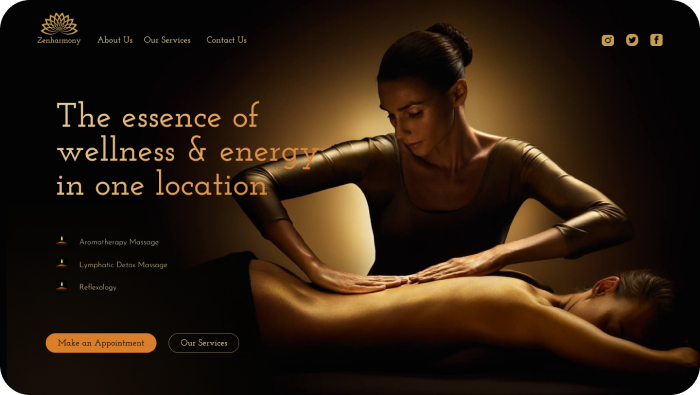 Zenharmony
About Us
Our Services
Contact Us
The essence of
wellness & energy
in one location
Aromatherapy Massage
Lymphatic Detox Massage
Reflexology
Make an Appointment
Our Services